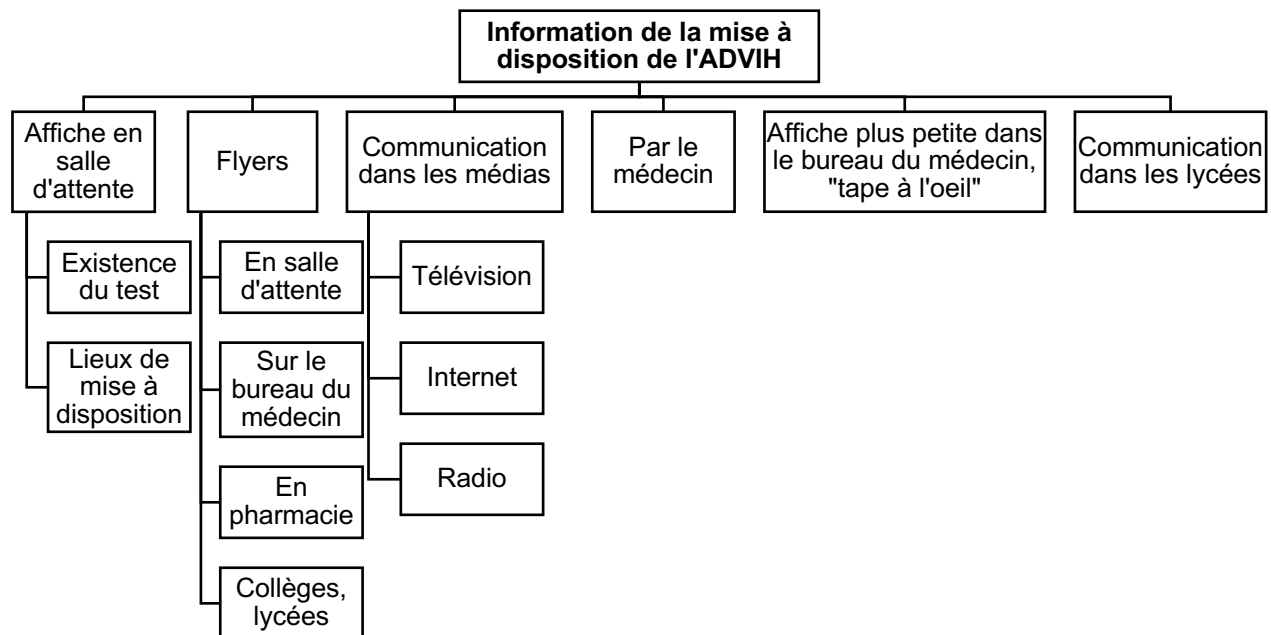 Information de la mise à
disposition de l'ADVIH
Affiche en
salle
d'attente
Flyers
Communication
dans les médias
Par le
médecin
Affiche plus petite dans
le bureau du médecin,
"tape à l'oeil"
Communication
dans les lycées
Existence
du test
Lieux de
mise à
disposition
En salle
d'attente
Sur le
bureau du
médecin
En
pharmacie
Collèges,
lycées
Télévision
Internet
Radio